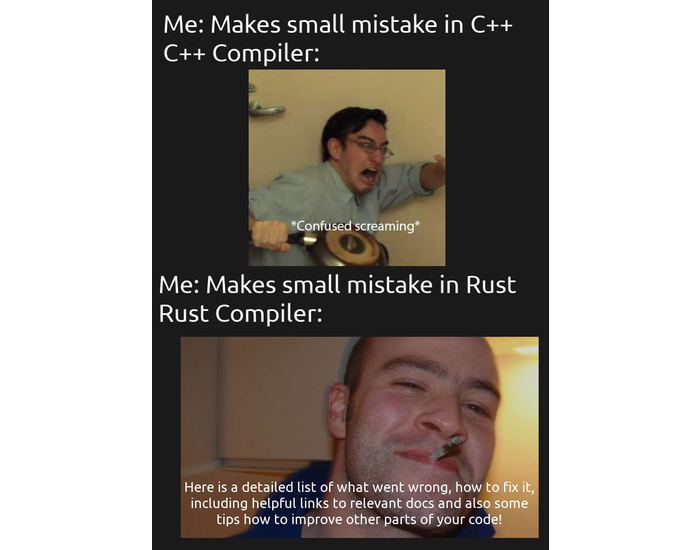 Me: Makes small mistake in C++
C++ Compiler:
*Confused screaming*
Me: Makes small mistake in Rust
Rust Compiler:
Here is a detailed list of what went wrong, how to fix it,
including helpful links to relevant docs and also some
tips how to improve other parts of your code!